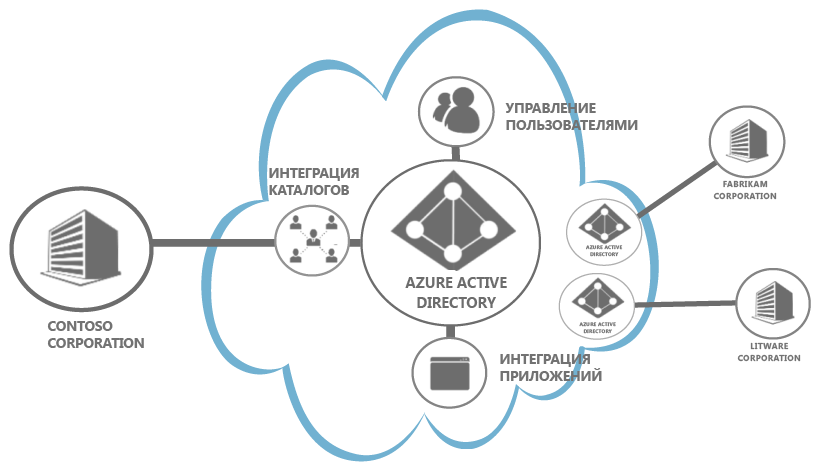 УПРАВЛЕНИЕ
ПОЛЬЗОВАТЕЛЯМИ
ИНТЕГРАЦИЯ
КАТАЛОГОВ
FABRIKAM
CORPORATION
AZURE ACTIVE
DIRECTORY
AZURE ACTIVE
DIRECTORY
AZURE ACTIVE
DIRECTORY
CONTOSO
CORPORATION
LITWARE
CORPORATION
ИНТЕГРАЦИЯ
ПРИЛОЖЕНИЙ